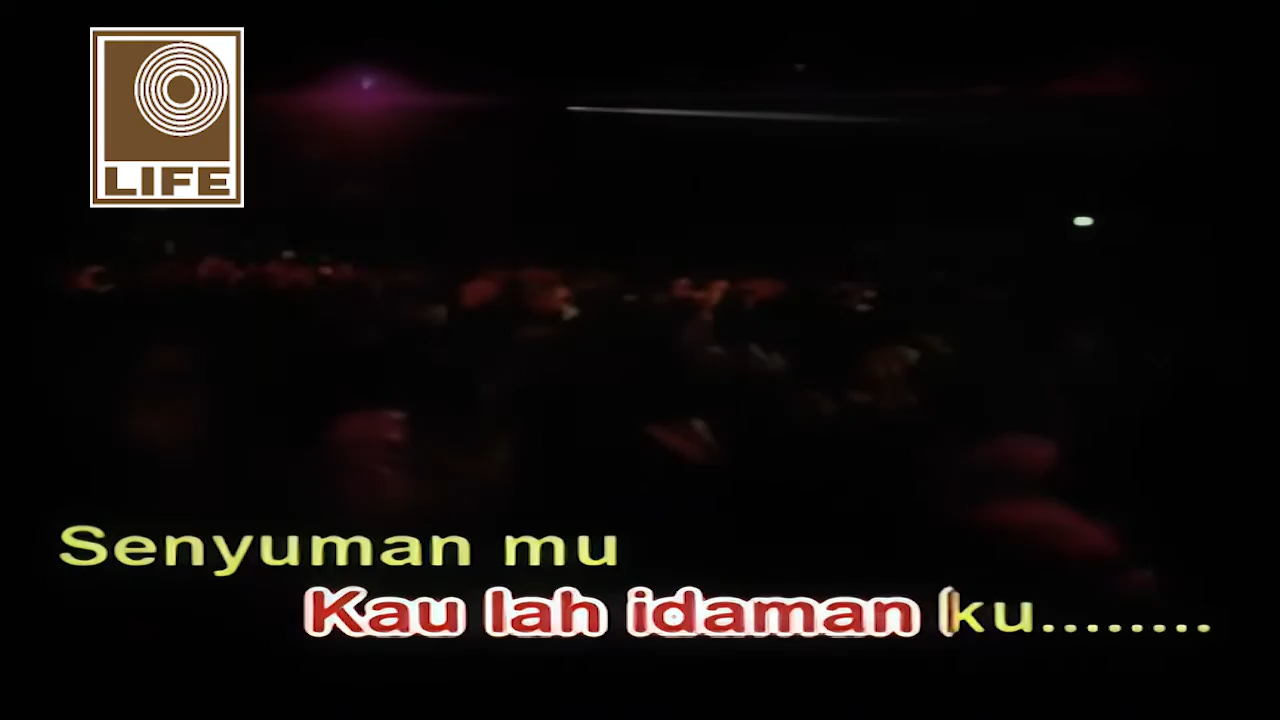 LIFE
Senyuman mu
Kau lah idaman ku........